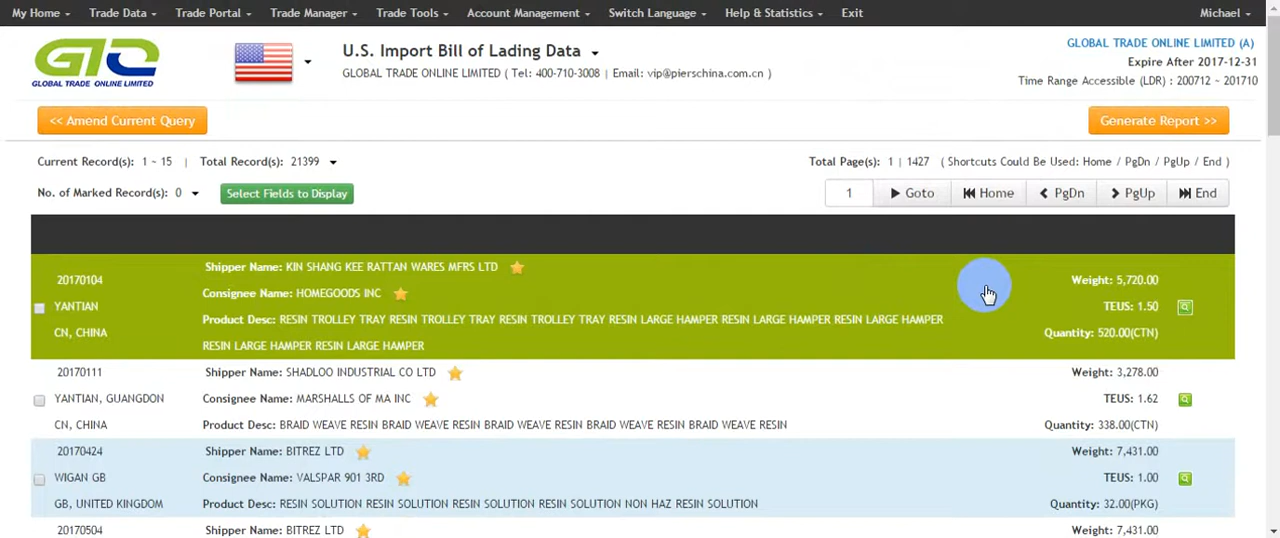 My Home Trade Data Trade Portal Trade Manager Trade Tools Account Management Switch Language Help & Statistics Exit Michael
GTO
GLOBAL TRADE ONLINE LIMITED
U.S. Import Bill of Lading Data
GLOBAL TRADE ONLINE LIMITED ( Tel: 400-710-3008 | Email: vip@pierschina.com.cn )
GLOBAL TRADE ONLINE LIMITED (A)
Expire After 2017-12-31
Time Range Accessible (LDR) : 200712 ~ 201710
<< Amend Current Query
Generate Report >>
Current Record(s): 1 ~ 15 | Total Record(s): 21399
Total Page(s): 1 | 1427 ( Shortcuts Could Be Used: Home / PgDn / PgUp / End )
No. of Marked Record(s): 0 Select Fields to Display
1 Goto Home PgDn PgUp End
Shipper Name: KIN SHANG KEE RATTAN WARES MFRS LTD
20170104
Weight: 5,720.00
Consignee Name: HOMEGOODS INC
YANTIAN
TEUS: 1.50
Product Desc: RESIN TROLLEY TRAY RESIN TROLLEY TRAY RESIN TROLLEY TRAY RESIN LARGE HAMPER RESIN LARGE HAMPER RESIN LARGE HAMPER
CN, CHINA
Quantity: 520.00(CTN)
RESIN LARGE HAMPER RESIN LARGE HAMPER
20170111 Shipper Name: SHADLOO INDUSTRIAL CO LTD Weight: 3,278.00
YANTIAN, GUANGDON Consignee Name: MARSHALLS OF MA INC TEUS: 1.62
CN, CHINA Product Desc: BRAID WEAVE RESIN BRAID WEAVE RESIN BRAID WEAVE RESIN BRAID WEAVE RESIN BRAID WEAVE RESIN Quantity: 338.00(CTN)
20170424 Shipper Name: BITREZ LTD Weight: 7,431.00
WIGAN GB Consignee Name: VALSPAR 901 3RD TEUS: 1.00
GB, UNITED KINGDOM Product Desc: RESIN SOLUTION RESIN SOLUTION RESIN SOLUTION RESIN SOLUTION NON HAZ RESIN SOLUTION Quantity: 32.00(PKG)
20170504 Shipper Name: BITREZ LTD Weight: 7,431.00